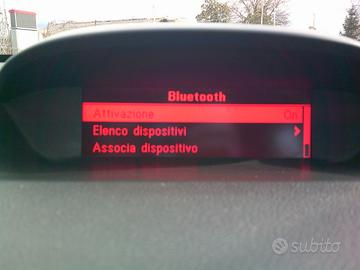 Bluetooth
Attivazione On
Elenco dispositivi
Associa dispositivo
subito